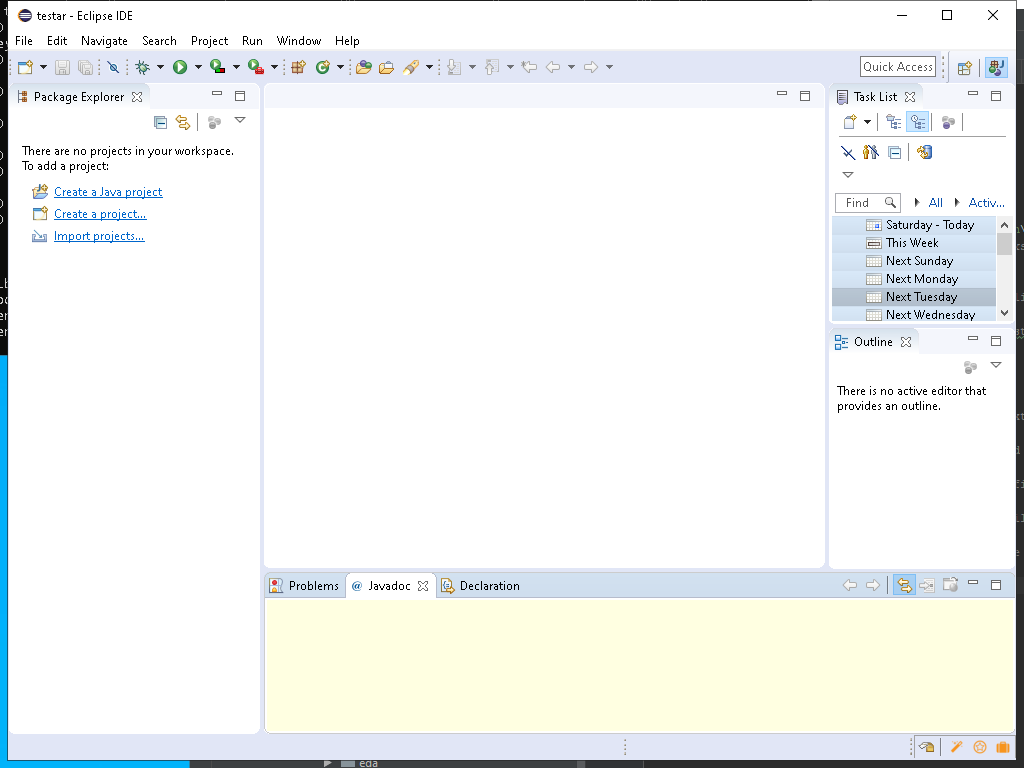 testar - Eclipse IDE
File Edit Navigate Search Project Run Window Help
Quick Access
Package Explorer
There are no projects in your workspace.
To add a project:
Create a Java project
Create a project...
Import projects...
Task List
Find All Activ...
Saturday - Today
This Week
Next Sunday
Next Monday
Next Tuesday
Next Wednesday
Outline
There is no active editor that
provides an outline.
Problems @ Javadoc Declaration
eda